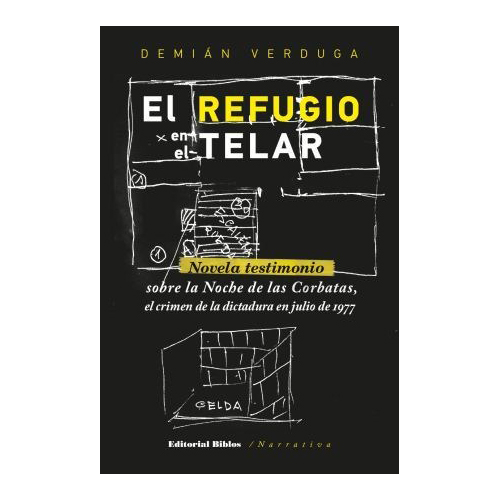 DEMIÁN VERDUGA
El REFUGIO
en
el TELAR
Novela testimonio
sobre la Noche de las Corbatas,
el crimen de la dictadura en julio de 1977
CELDA
Editorial Biblos / Narrativa